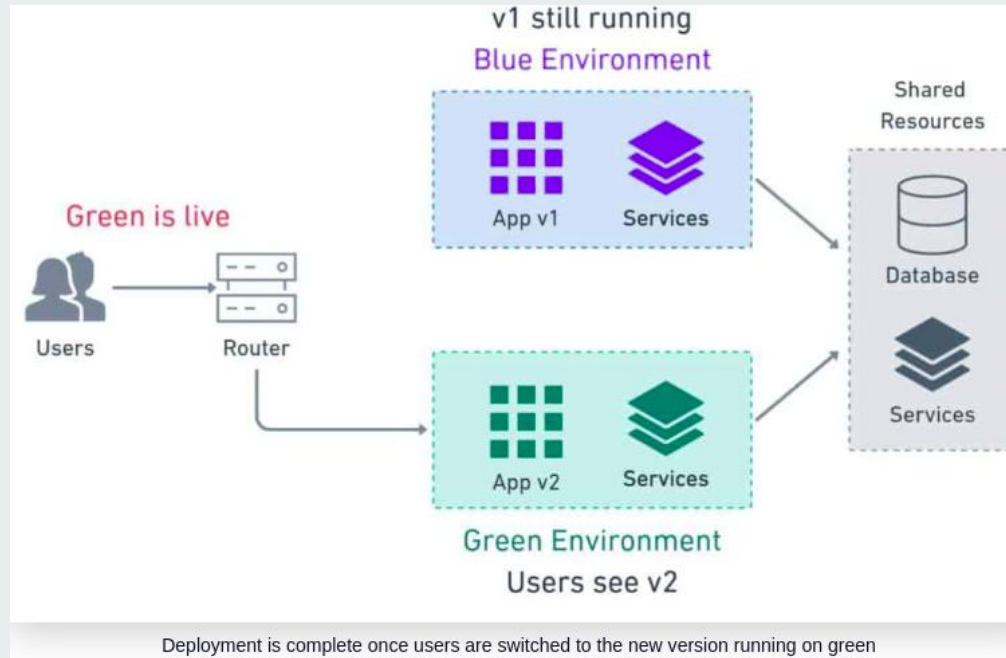 v1 still running
Blue Environment
Shared
Resources
App v1
Services
Green is live
Database
Users
Router
Services
App v2
Services
Green Environment
Users see v2
Deployment is complete once users are switched to the new version running on green